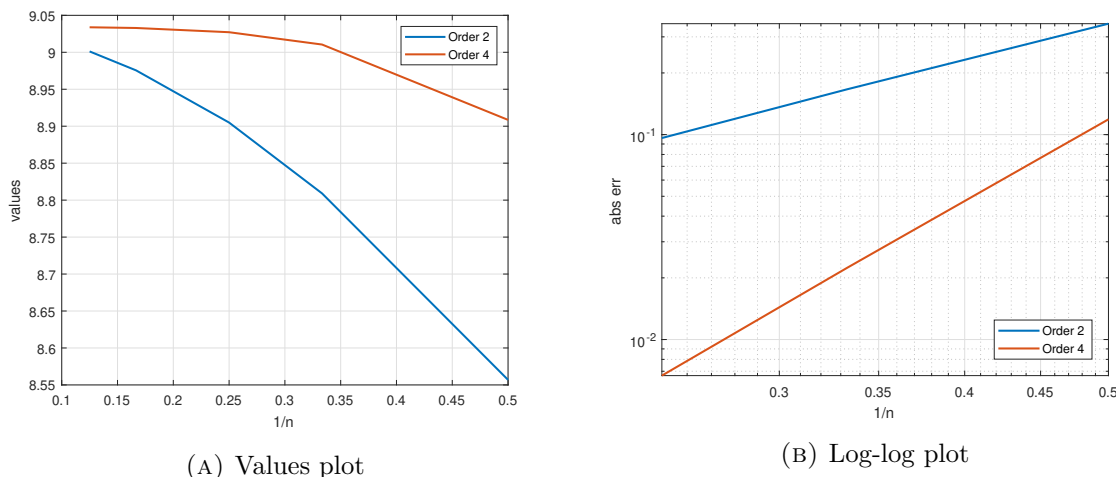 9.05
9
8.95
8.9
8.85
8.8
8.75
8.7
8.65
8.6
8.55
values
0.1 0.15 0.2 0.25 0.3 0.35 0.4 0.45 0.5
1/n
Order 2
Order 4
(A) Values plot
10-1
10-2
abs err
0.3 0.35 0.4 0.45 0.5
1/n
Order 2
Order 4
(B) Log-log plot